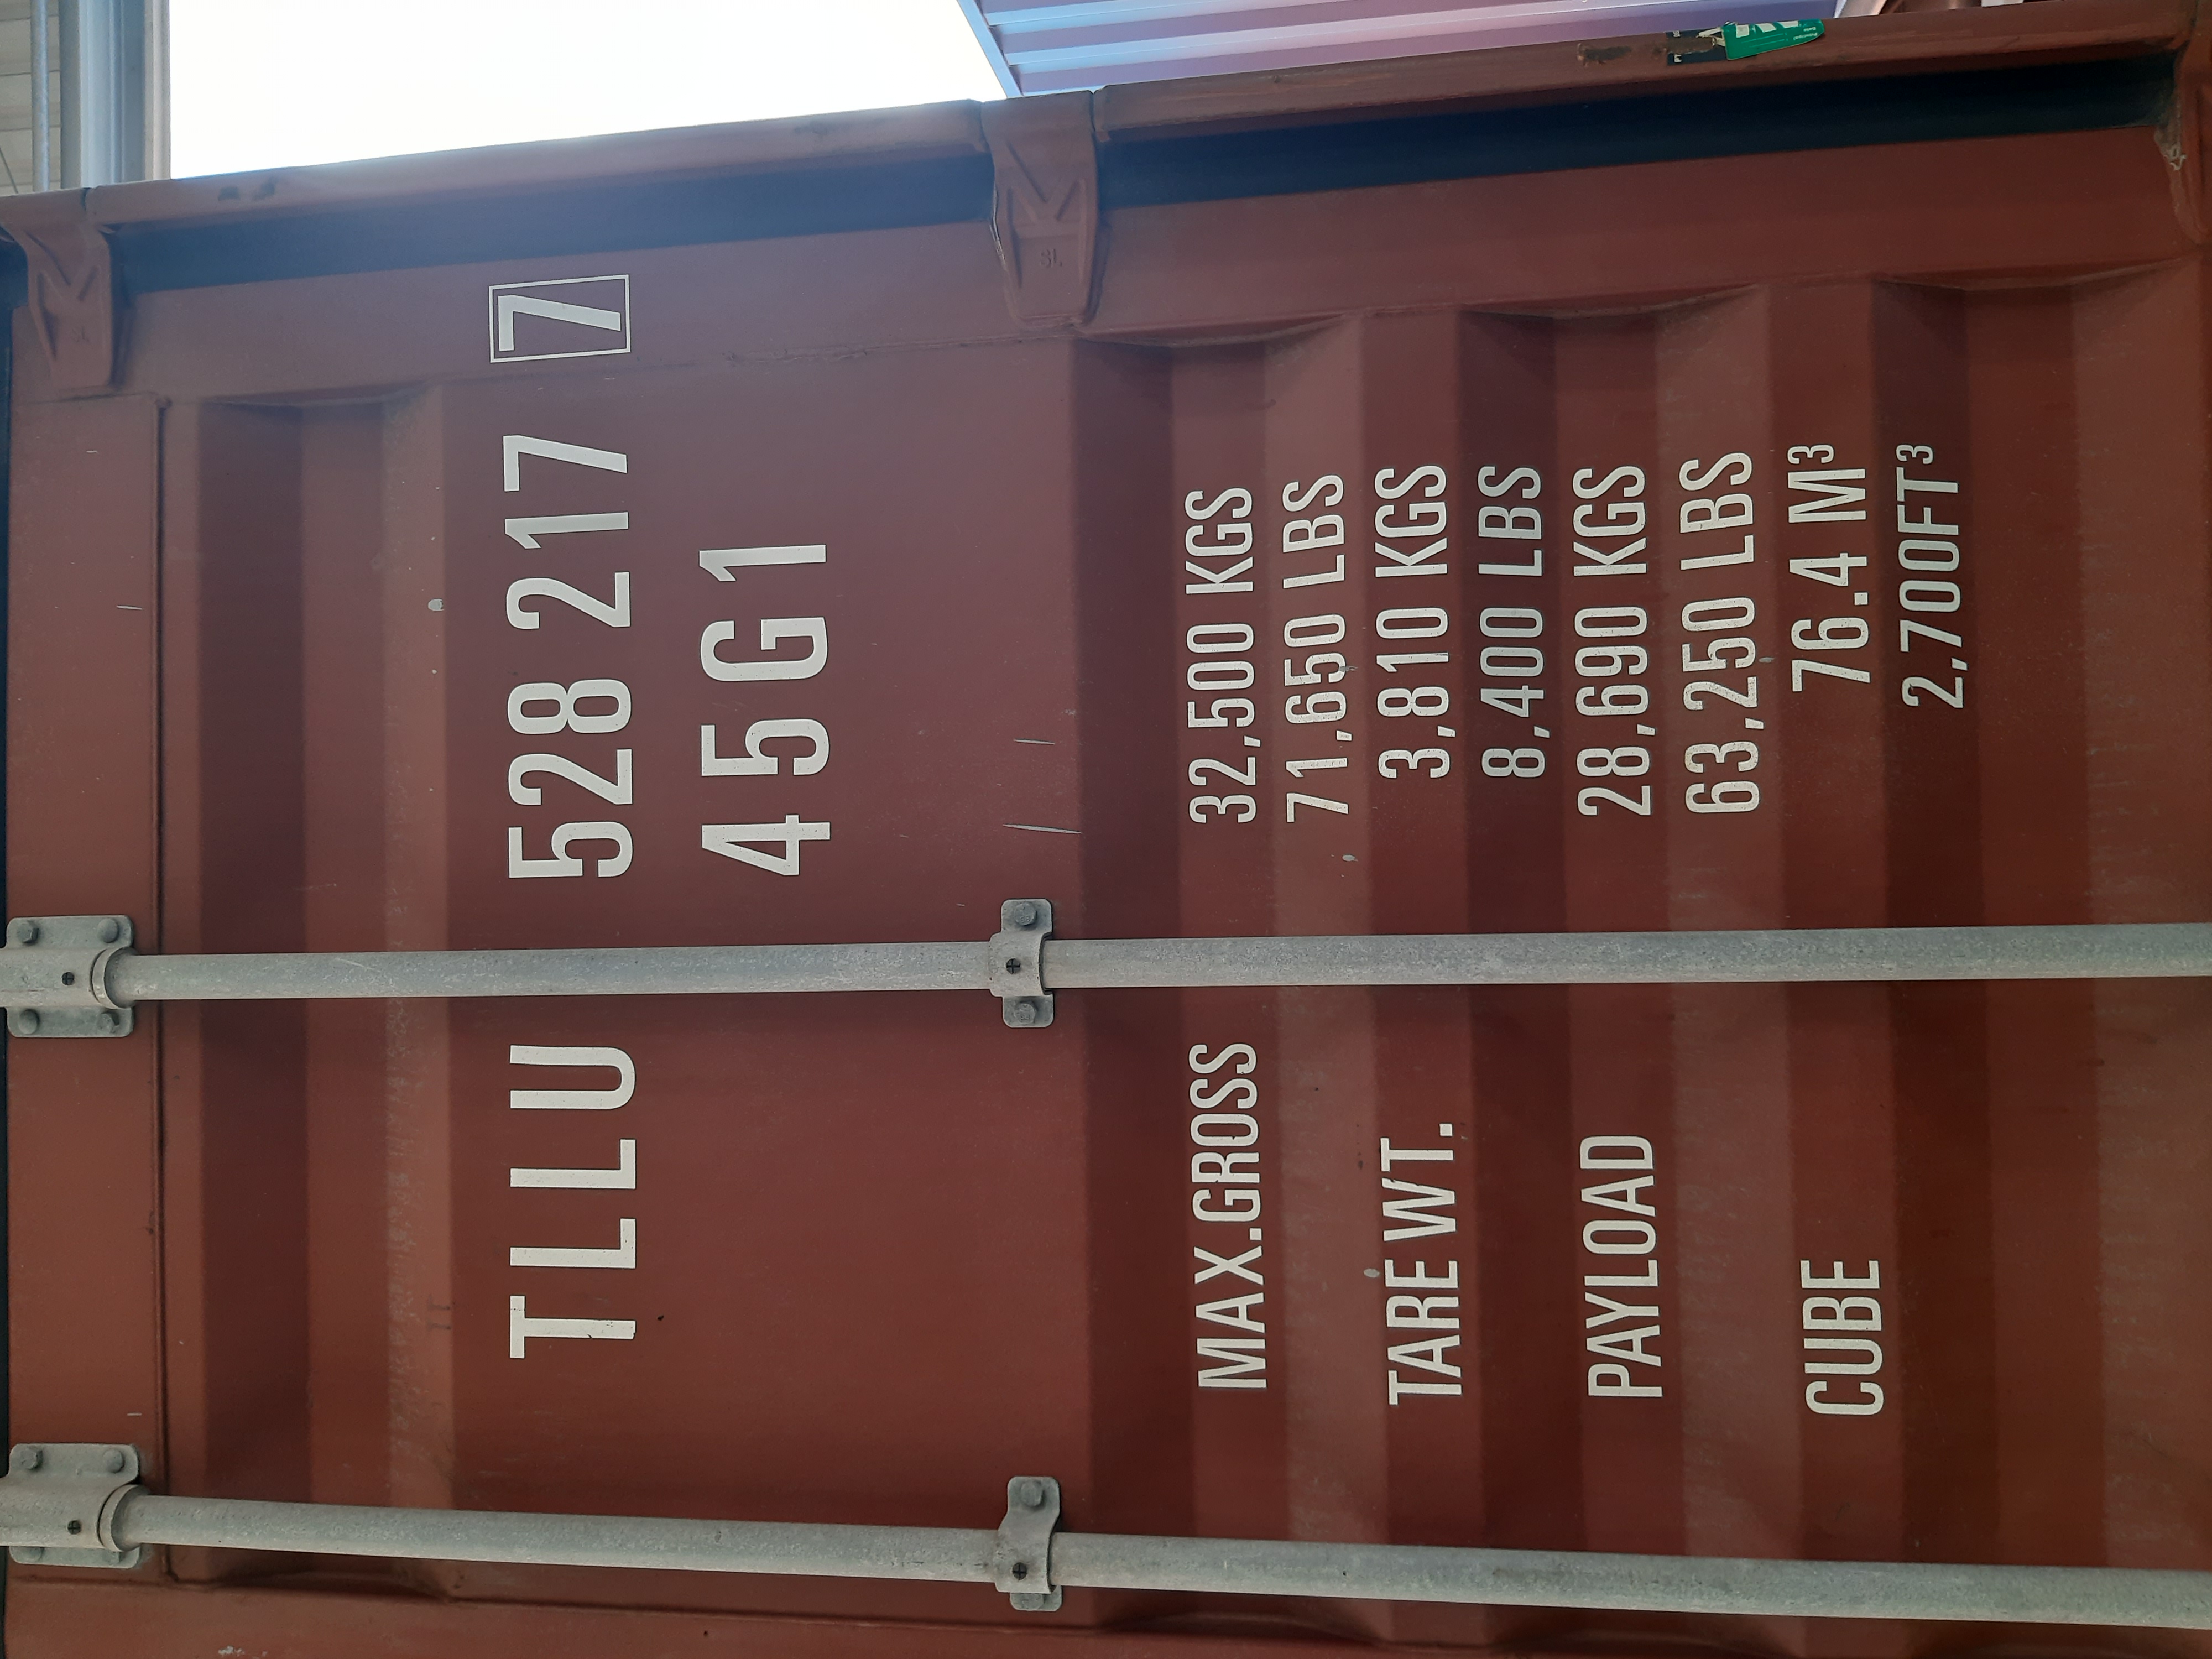 TLLU 528 217 7
45G1
MAX.GROSS 32,500 KGS
71,650 LBS
TARE WT. 3,810 KGS
8,400 LBS
PAYLOAD 28,690 KGS
63,250 LBS
CUBE 76.4 M³
2,700FT³